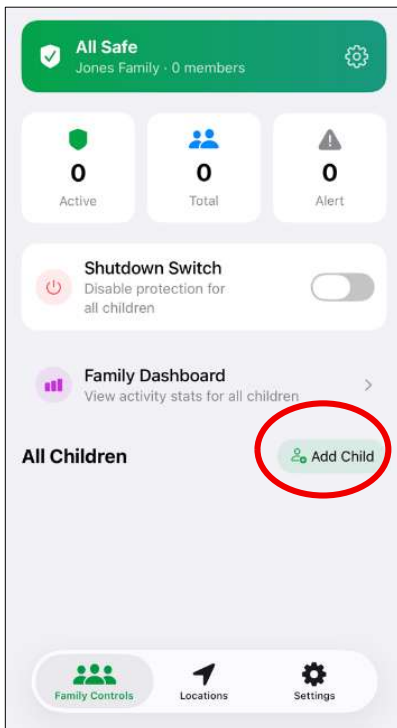 All Safe
Jones Family · 0 members
0
0
0
Active
Total
Alert
Shutdown Switch
Disable protection for
all children
Family Dashboard
View activity stats for all children
All Children
Add Child
Family Controls
Locations
Settings